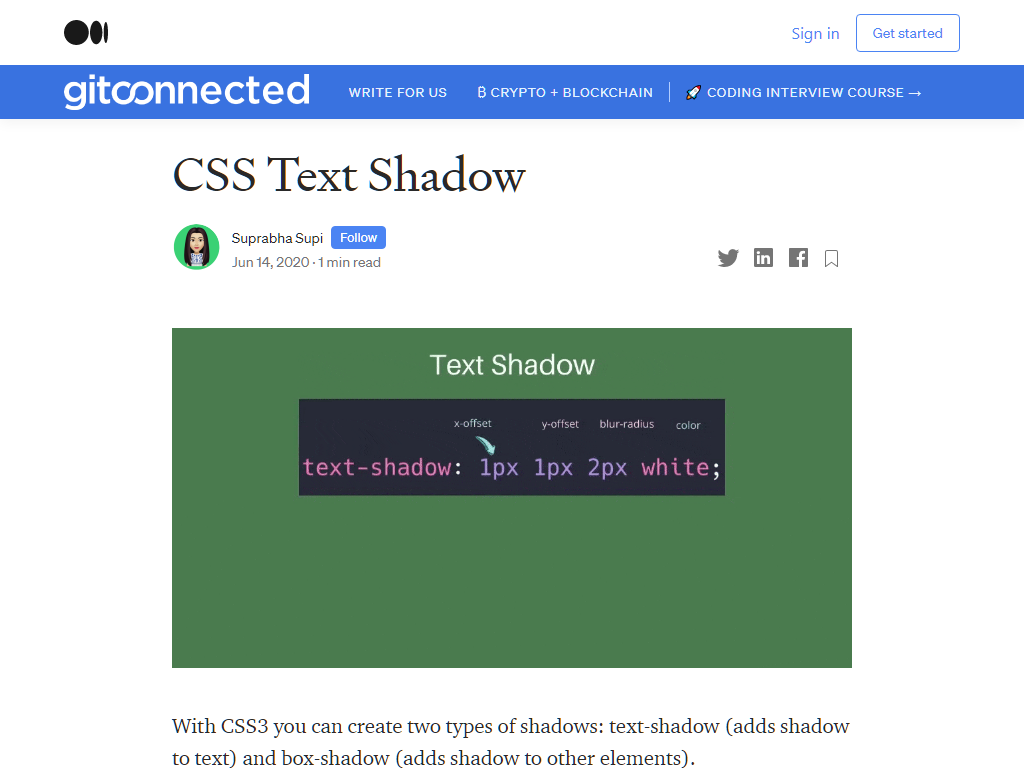 Sign in
Get started
gitconnected
WRITE FOR US
₿ CRYPTO + BLOCKCHAIN
🚀 CODING INTERVIEW COURSE →
CSS Text Shadow
Suprabha Supi
Follow
Jun 14, 2020 · 1 min read
Text Shadow
x-offset y-offset blur-radius color
text-shadow: 1px 1px 2px white;
With CSS3 you can create two types of shadows: text-shadow (adds shadow
to text) and box-shadow (adds shadow to other elements).